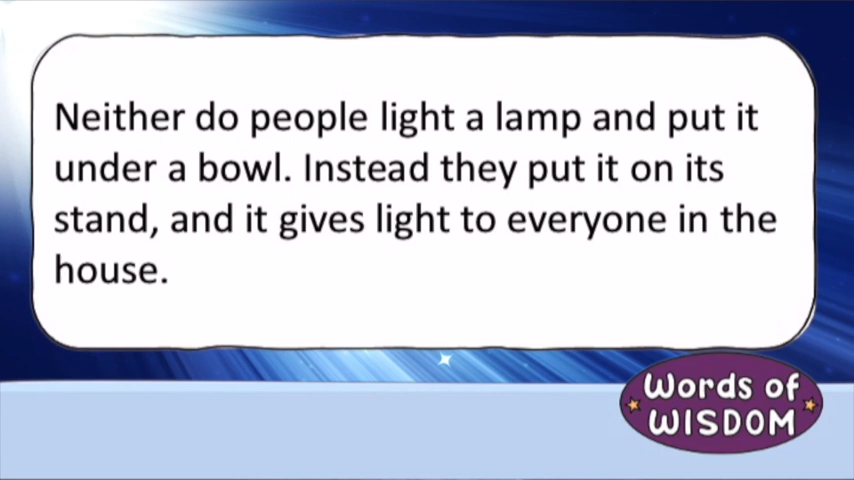 Neither do people light a lamp and put it
under a bowl. Instead they put it on its
stand, and it gives light to everyone in the
house.
Words of
WISDOM